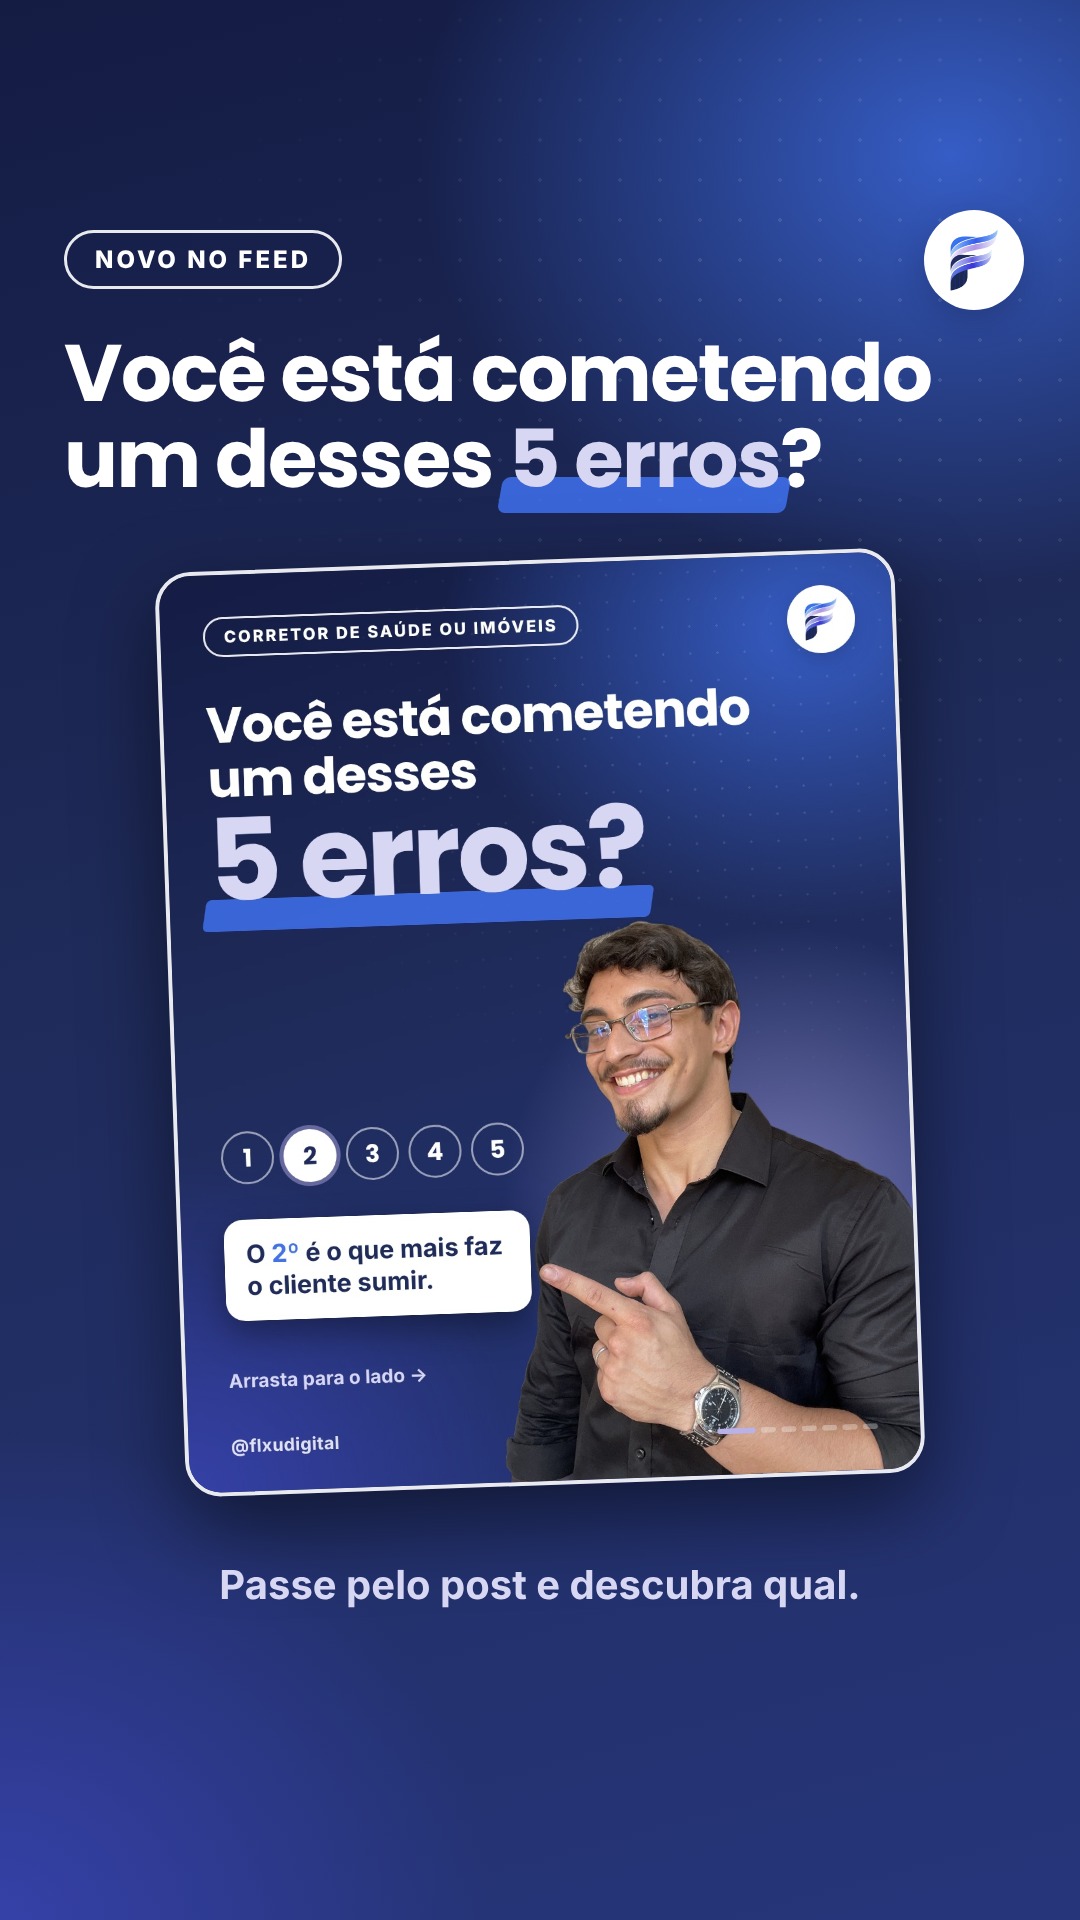 NOVO NO FEED
Você está cometendo
um desses 5 erros?
CORRETOR DE SAÚDE OU IMÓVEIS
Você está cometendo
um desses
5 erros?
1 2 3 4 5
O 2º é o que mais faz
o cliente sumir.
Arrasta para o lado →
@flxudigital
Passe pelo post e descubra qual.